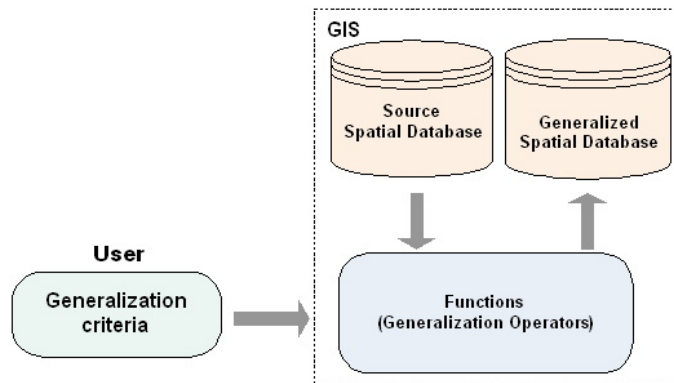 GIS
Source
Spatial Database
Generalized
Spatial Database
User
Generalization
criteria
Functions
(Generalization Operators)